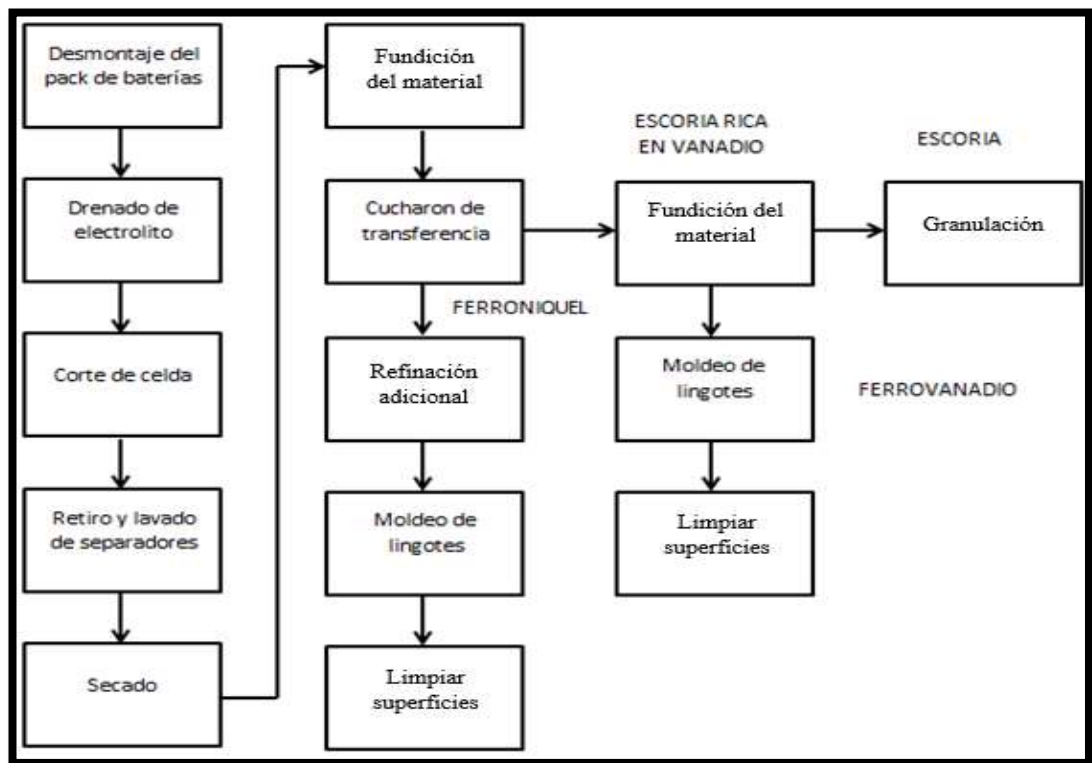 Desmontaje del
pack de baterías
Drenado de
electrolito
Corte de celda
Retiro y lavado
de separadores
Secado
Fundición
del material
Cucharon de
transferencia
FERRONIQUEL
Refinación
adicional
Moldeo de
lingotes
Limpiar
superficies
ESCORIA RICA
EN VANADIO
Fundición del
material
Moldeo de
lingotes
FERROVANADIO
Limpiar
superficies
ESCORIA
Granulación